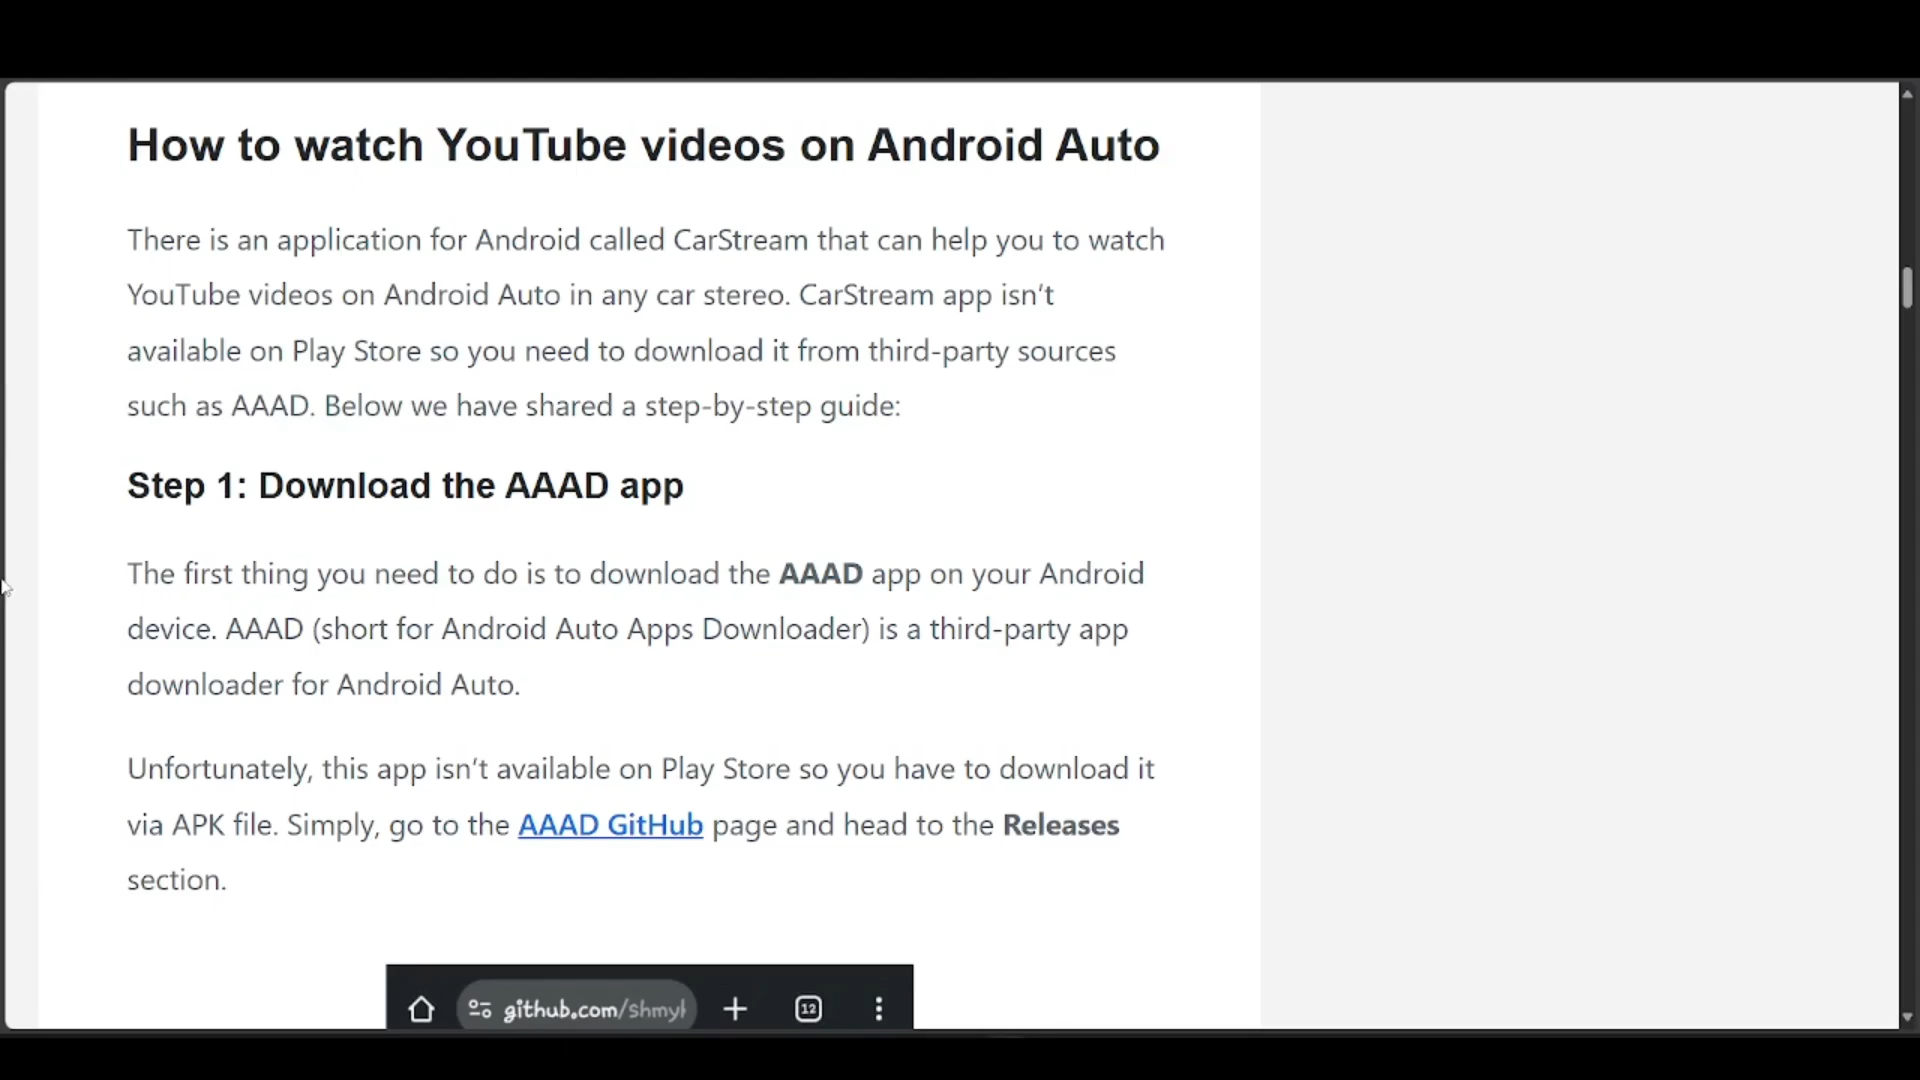 How to watch YouTube videos on Android Auto
There is an application for Android called CarStream that can help you to watch
YouTube videos on Android Auto in any car stereo. CarStream app isn't
available on Play Store so you need to download it from third-party sources
such as AAAD. Below we have shared a step-by-step guide:
Step 1: Download the AAAD app
The first thing you need to do is to download the AAAD app on your Android
device. AAAD (short for Android Auto Apps Downloader) is a third-party app
downloader for Android Auto.
Unfortunately, this app isn't available on Play Store so you have to download it
via APK file. Simply, go to the AAAD GitHub page and head to the Releases
section.
github.com/shmyk 12